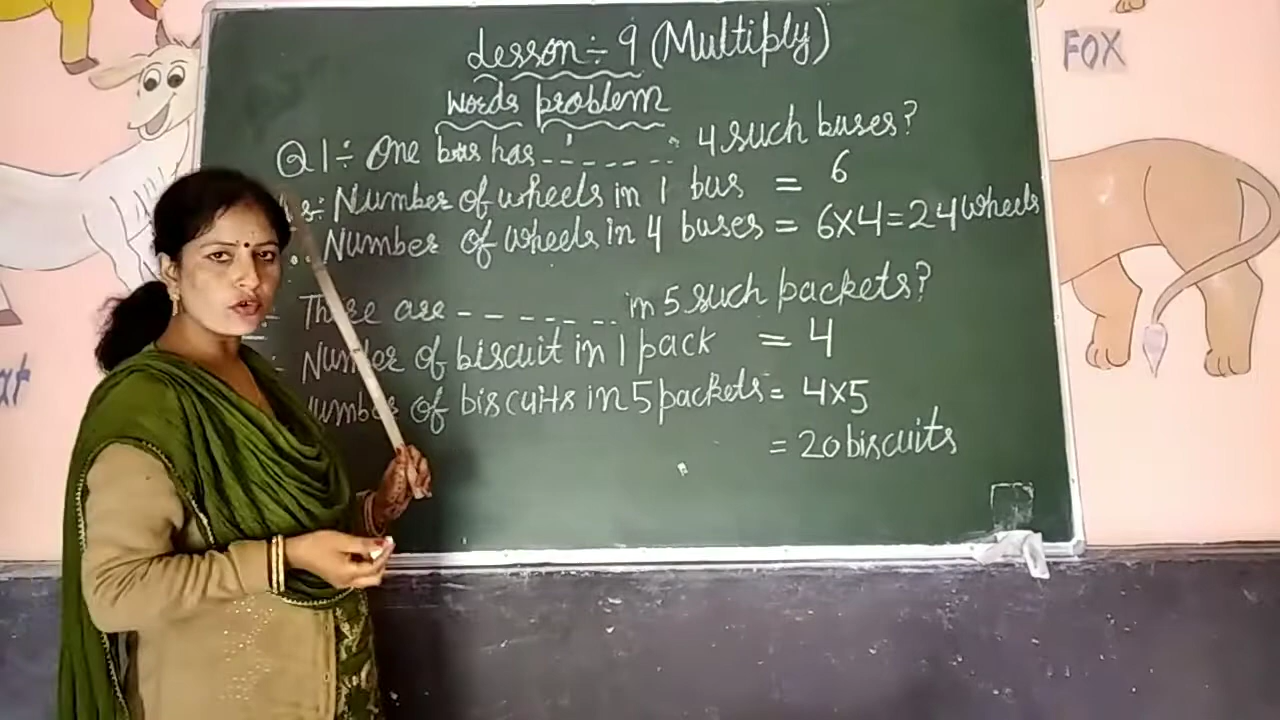 Lesson÷9 (Multiply)
Words problem
Q1÷ One bus has ------- 4 such buses?
s÷ Number of wheels in 1 bus = 6
Number of wheels in 4 buses = 6x4=24 wheels
There are ------- in 5 such packets?
Number of biscuit in 1 pack = 4
umber of biscuits in 5 packets = 4x5
= 20 biscuits
FOX